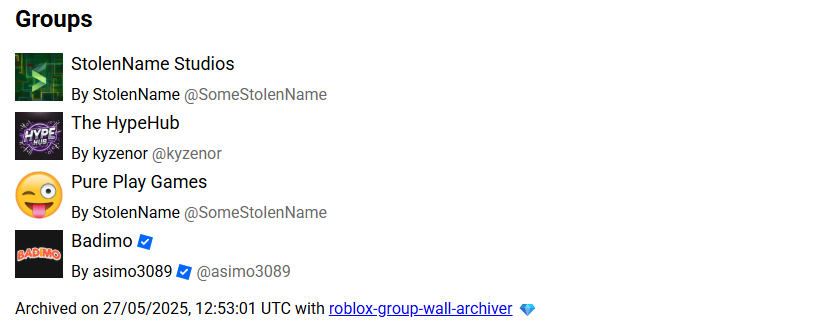 Groups
StolenName Studios
By StolenName @SomeStolenName
HYPE
HUB
The HypeHub
By kyzenor @kyzenor
Pure Play Games
By StolenName @SomeStolenName
BADIMO
Badimo
By asimo3089 @asimo3089
Archived on 27/05/2025, 12:53:01 UTC with roblox-group-wall-archiver